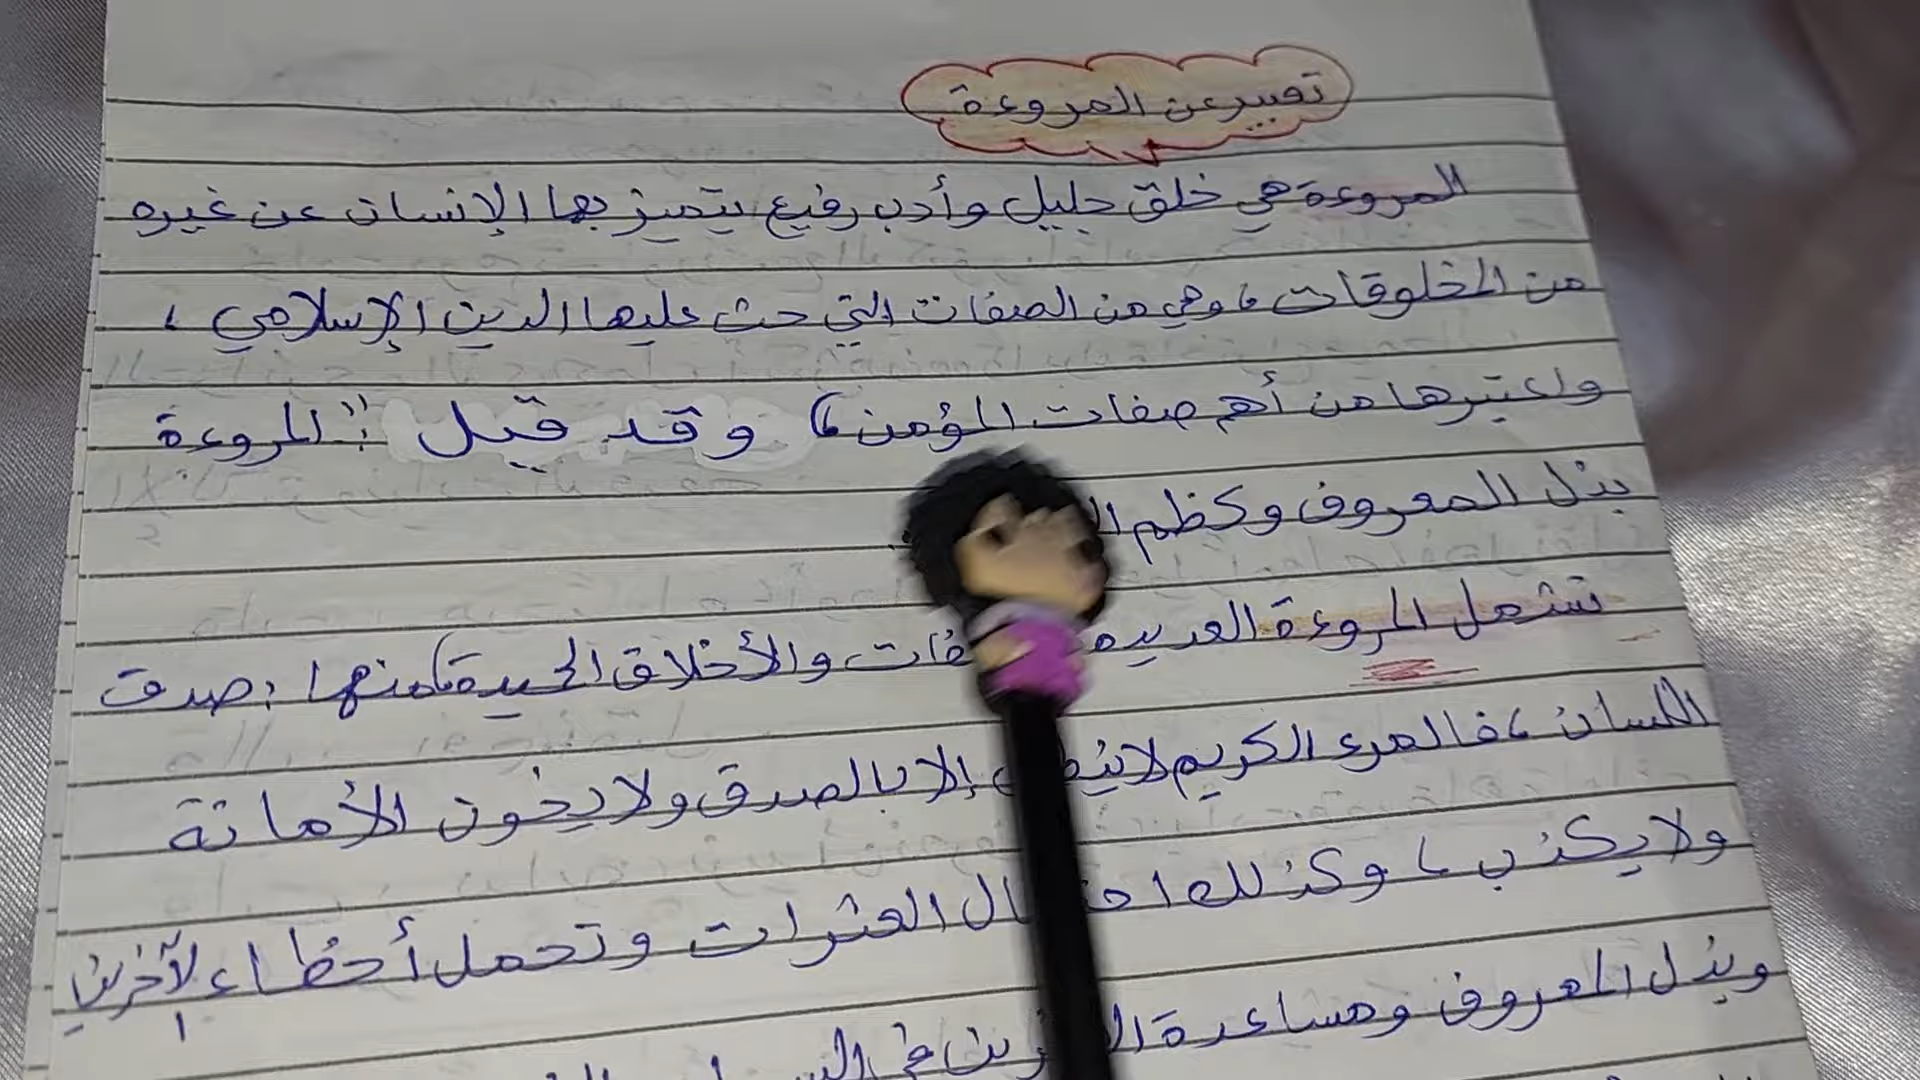 تعبير عن المروءة
المروءة هي خلق جليل وأدب رفيع يتميز بها الإنسان عن غيره
من المخلوقات، وهي من الصفات التي حث عليها الدين الإسلامي،
واعتبرها من أهم صفات المؤمن، وقد قيل: "المروءة
بذل المعروف وكظم
تشمل المروءة العديده والأخلاق الحميدة، منها: صدق
اللسان، فالمرء الكريم إلا بالصدق ولا يخون الأمانة
ولا يكذب، وكذلك العثرات وتحمل أخطاء الآخرين
وبذل المعروف ومساعدة